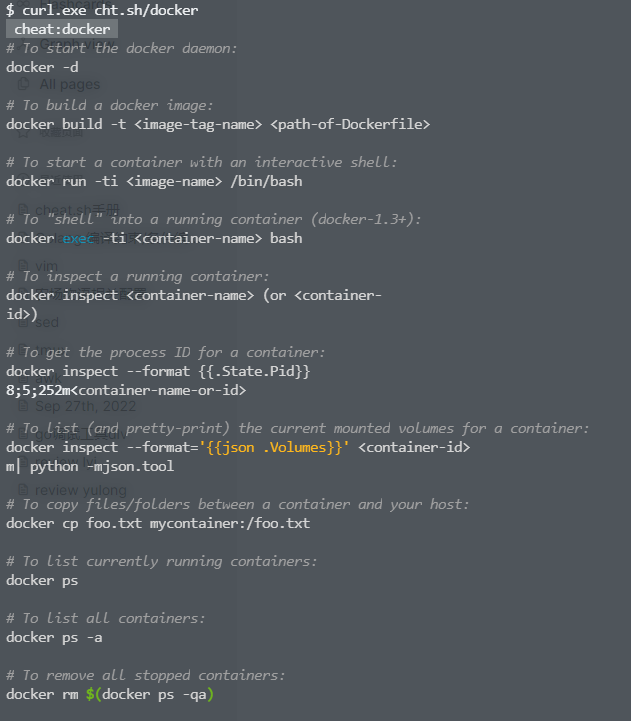 $ curl.exe cht.sh/docker
cheat:docker
# To start the docker daemon:
docker -d
All pages
# To build a docker image:
docker build -t <image-tag-name> <path-of-Dockerfile>
# To start a container with an interactive shell:
docker run -ti <image-name> /bin/bash
# To "shell" into a running container (docker-1.3+):
docker exec -ti <container-name> bash
vim
# To inspect a running container:
docker inspect <container-name> (or <container-
id>)
sed
# To get the process ID for a container:
docker inspect --format {{.State.Pid}}
awk
8;5;252m<container-name-or-id>
Sep 27th, 2022
# To list (and pretty-print) the current mounted volumes for a container:
docker inspect --format='{{json .Volumes}}' <container-id>
m| python -mjson.tool
review yulong
# To copy files/folders between a container and your host:
docker cp foo.txt mycontainer:/foo.txt
# To list currently running containers:
docker ps
# To list all containers:
docker ps -a
# To remove all stopped containers:
docker rm $(docker ps -qa)